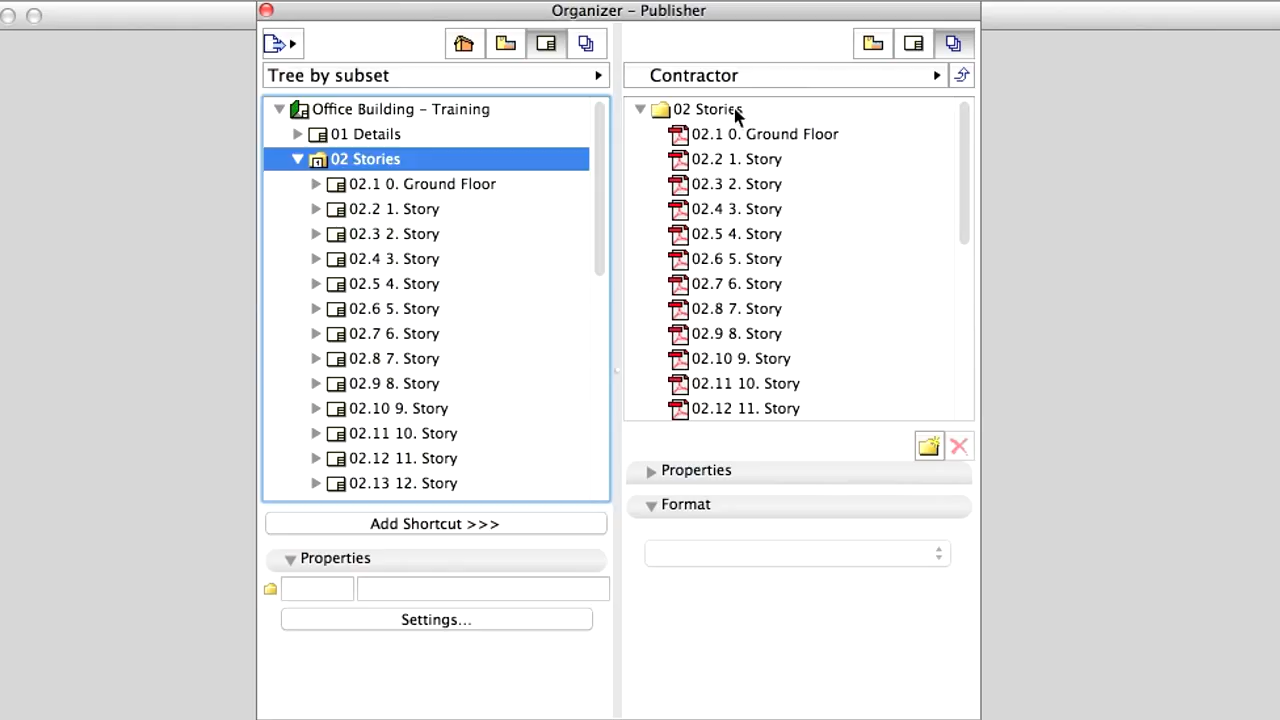 Organizer - Publisher
Tree by subset
Office Building - Training
01 Details
02 Stories
02.1 0. Ground Floor
02.2 1. Story
02.3 2. Story
02.4 3. Story
02.5 4. Story
02.6 5. Story
02.7 6. Story
02.8 7. Story
02.9 8. Story
02.10 9. Story
02.11 10. Story
02.12 11. Story
02.13 12. Story
Add Shortcut >>>
Properties
Settings...
Contractor
02 Stories
02.1 0. Ground Floor
02.2 1. Story
02.3 2. Story
02.4 3. Story
02.5 4. Story
02.6 5. Story
02.7 6. Story
02.8 7. Story
02.9 8. Story
02.10 9. Story
02.11 10. Story
02.12 11. Story
Properties
Format